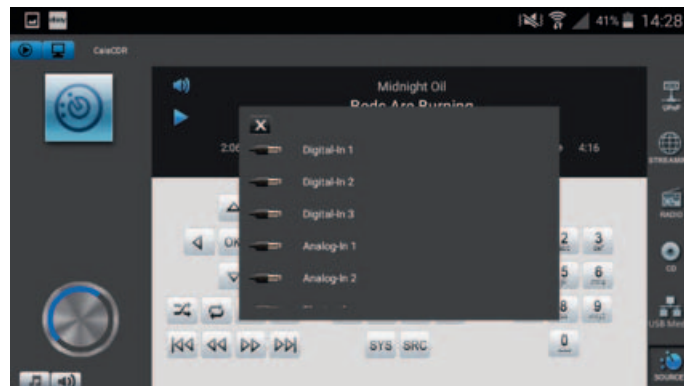 ebay
41% 14:28
CalaCDR
Midnight Oil
Beds Are Burning
2:06
4:16
X
Digital-In 1
Digital-In 2
Digital-In 3
Analog-In 1
Analog-In 2
OK
2
3
5
6
8
9
0
SYS SRC
UPnP
RADIO
CD
USB Med
SOURCE